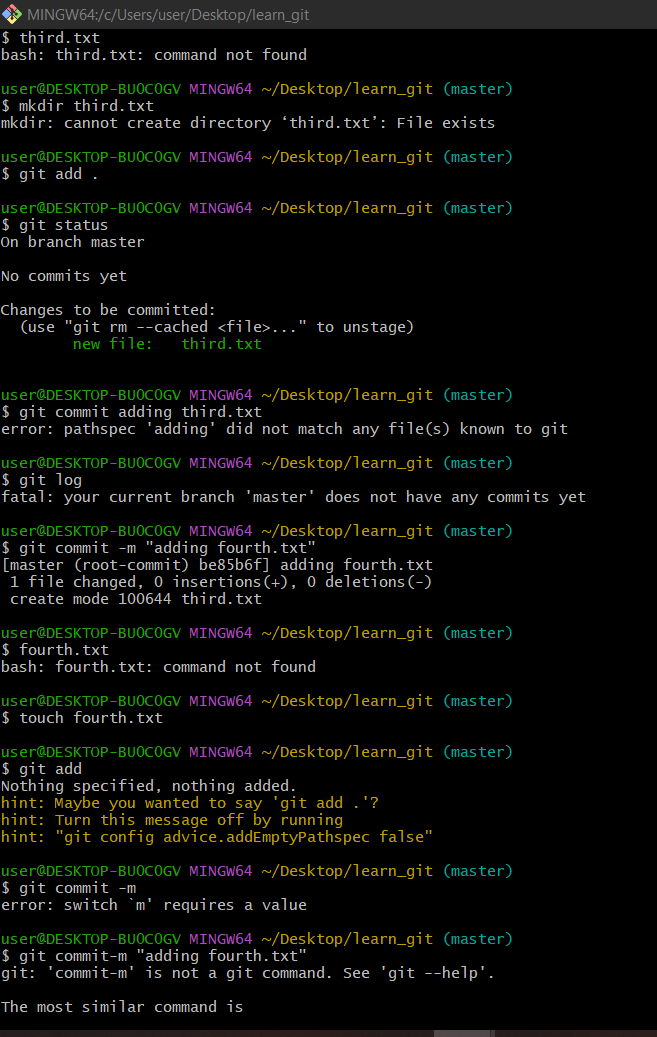 MINGW64:/c/Users/user/Desktop/learn_git
$ third.txt
bash: third.txt: command not found
user@DESKTOP-BUOCOGV MINGW64 ~/Desktop/learn_git (master)
$ mkdir third.txt
mkdir: cannot create directory ‘third.txt’: File exists
user@DESKTOP-BUOCOGV MINGW64 ~/Desktop/learn_git (master)
$ git add .
user@DESKTOP-BUOCOGV MINGW64 ~/Desktop/learn_git (master)
$ git status
On branch master
No commits yet
Changes to be committed:
  (use "git rm --cached <file>..." to unstage)
        new file:   third.txt
user@DESKTOP-BUOCOGV MINGW64 ~/Desktop/learn_git (master)
$ git commit adding third.txt
error: pathspec 'adding' did not match any file(s) known to git
user@DESKTOP-BUOCOGV MINGW64 ~/Desktop/learn_git (master)
$ git log
fatal: your current branch 'master' does not have any commits yet
user@DESKTOP-BUOCOGV MINGW64 ~/Desktop/learn_git (master)
$ git commit -m "adding fourth.txt"
[master (root-commit) be85b6f] adding fourth.txt
 1 file changed, 0 insertions(+), 0 deletions(-)
 create mode 100644 third.txt
user@DESKTOP-BUOCOGV MINGW64 ~/Desktop/learn_git (master)
$ fourth.txt
bash: fourth.txt: command not found
user@DESKTOP-BUOCOGV MINGW64 ~/Desktop/learn_git (master)
$ touch fourth.txt
user@DESKTOP-BUOCOGV MINGW64 ~/Desktop/learn_git (master)
$ git add
Nothing specified, nothing added.
hint: Maybe you wanted to say 'git add .'?
hint: Turn this message off by running
hint: "git config advice.addEmptyPathspec false"
user@DESKTOP-BUOCOGV MINGW64 ~/Desktop/learn_git (master)
$ git commit -m
error: switch `m' requires a value
user@DESKTOP-BUOCOGV MINGW64 ~/Desktop/learn_git (master)
$ git commit-m "adding fourth.txt"
git: 'commit-m' is not a git command. See 'git --help'.
The most similar command is